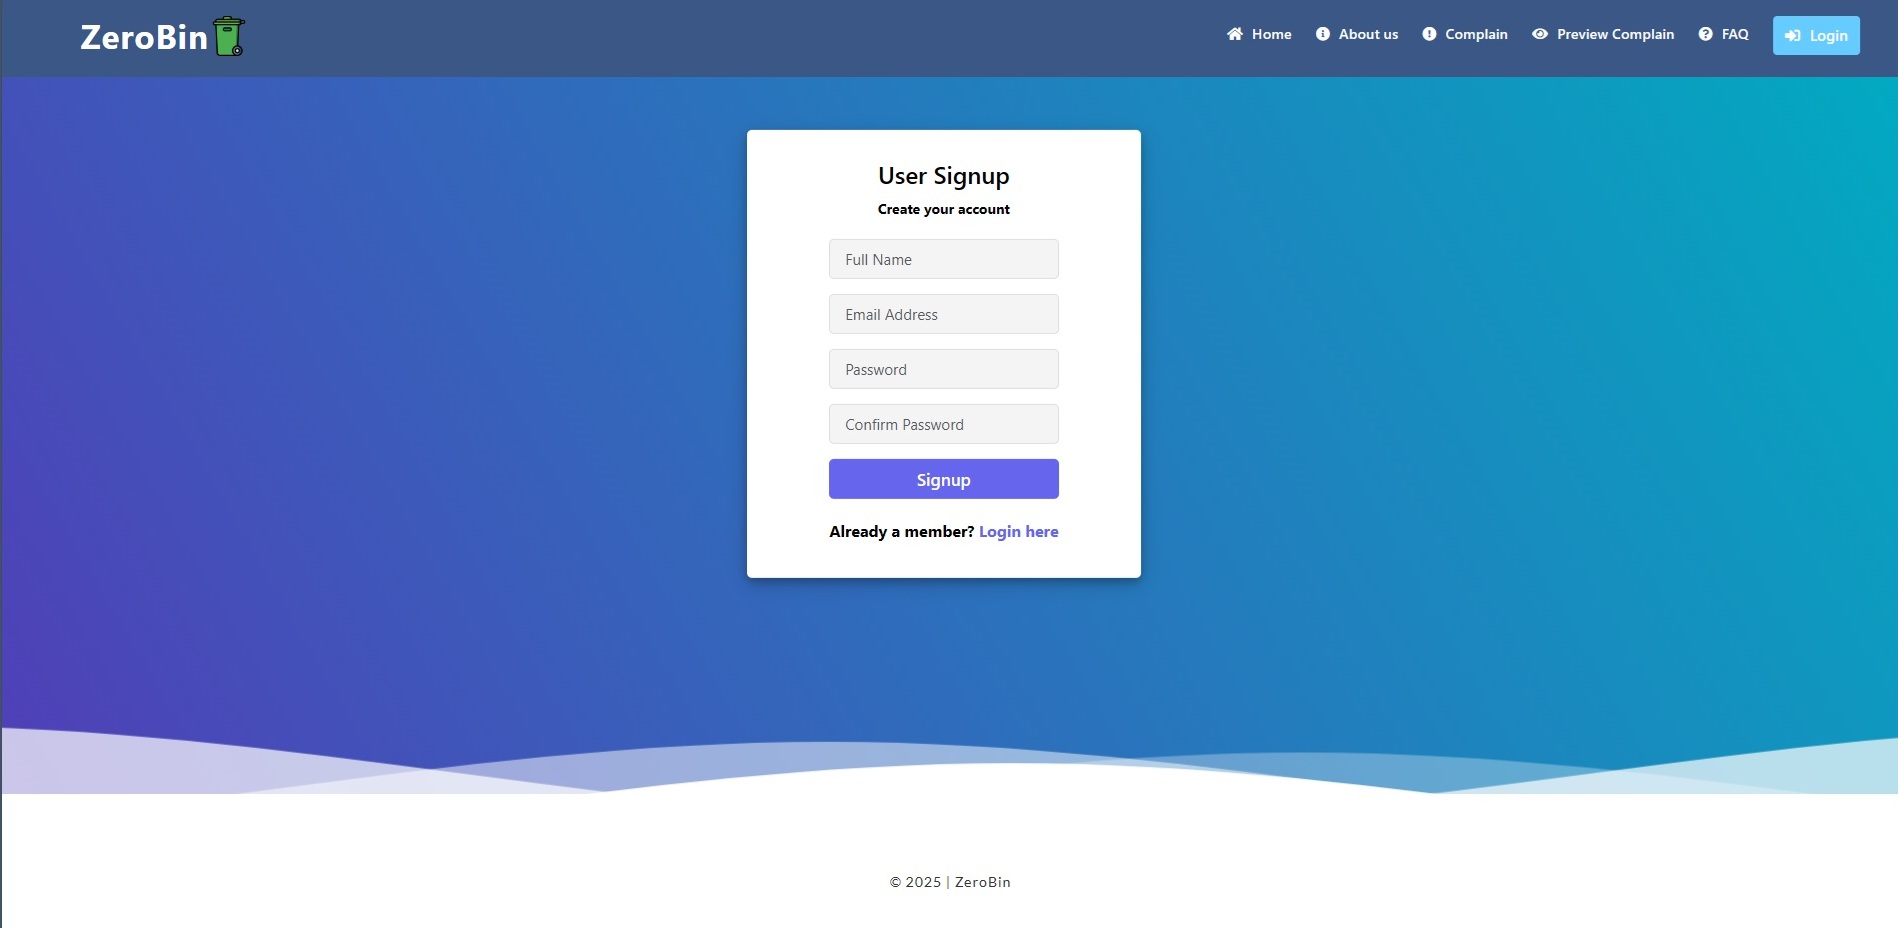 ZeroBin
Home About us Complain Preview Complain FAQ Login
User Signup
Create your account
Full Name
Email Address
Password
Confirm Password
Signup
Already a member? Login here
© 2025 | ZeroBin